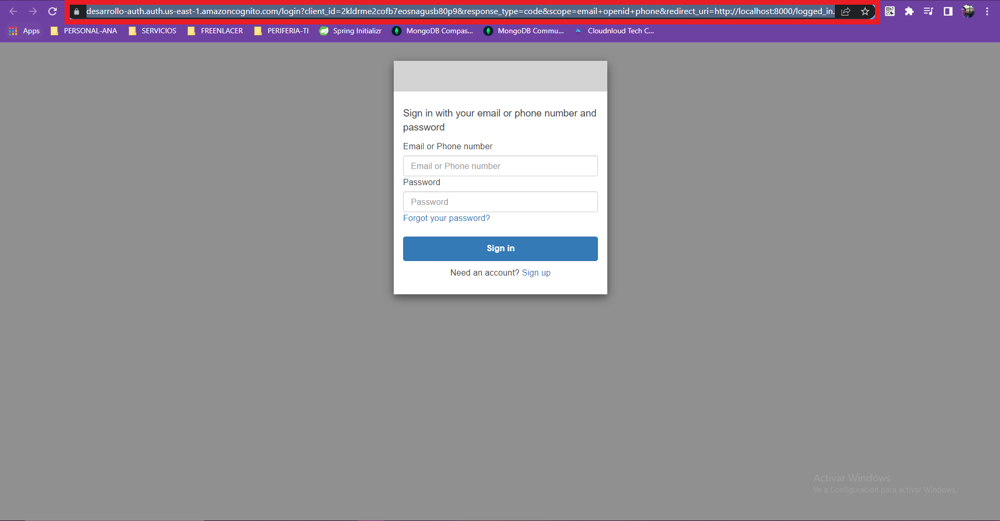 desarrollo-auth.auth.us-east-1.amazoncognito.com/login?client_id=2kldrme2cofb7eosnagusb80p9&response_type=code&scope=email+openid+phone&redirect_uri=http://localhost:8000/logged_in.
Apps PERSONAL-ANA SERVICIOS FREENLACER PERIFERIA-TI Spring Initializr MongoDB Compas... MongoDB Commu... Cloudnloud Tech C...
Sign in with your email or phone number and
password
Email or Phone number
Email or Phone number
Password
Password
Forgot your password?
Sign in
Need an account? Sign up
Activar Windows
Ve a Configuración para activar Windows.